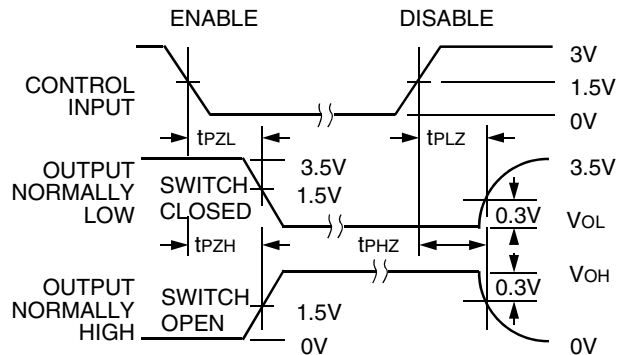 ENABLE DISABLE
3V
CONTROL INPUT
1.5V
0V
tPZL tPLZ
OUTPUT NORMALLY LOW
SWITCH CLOSED
3.5V
1.5V
3.5V
0.3V
VOL
tPZH tPHZ
OUTPUT NORMALLY HIGH
SWITCH OPEN
1.5V
0V
VOH
0.3V
0V